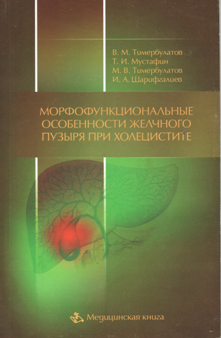 В. М. Тимербулатов
Т. И. Мустафин
М. В. Тимербулатов
И. А. Шарифгалиев
МОРФОФУНКЦИОНАЛЬНЫЕ
ОСОБЕННОСТИ ЖЕЛЧНОГО
ПУЗЫРЯ ПРИ ХОЛЕЦИСТИТЕ
Медицинская книга